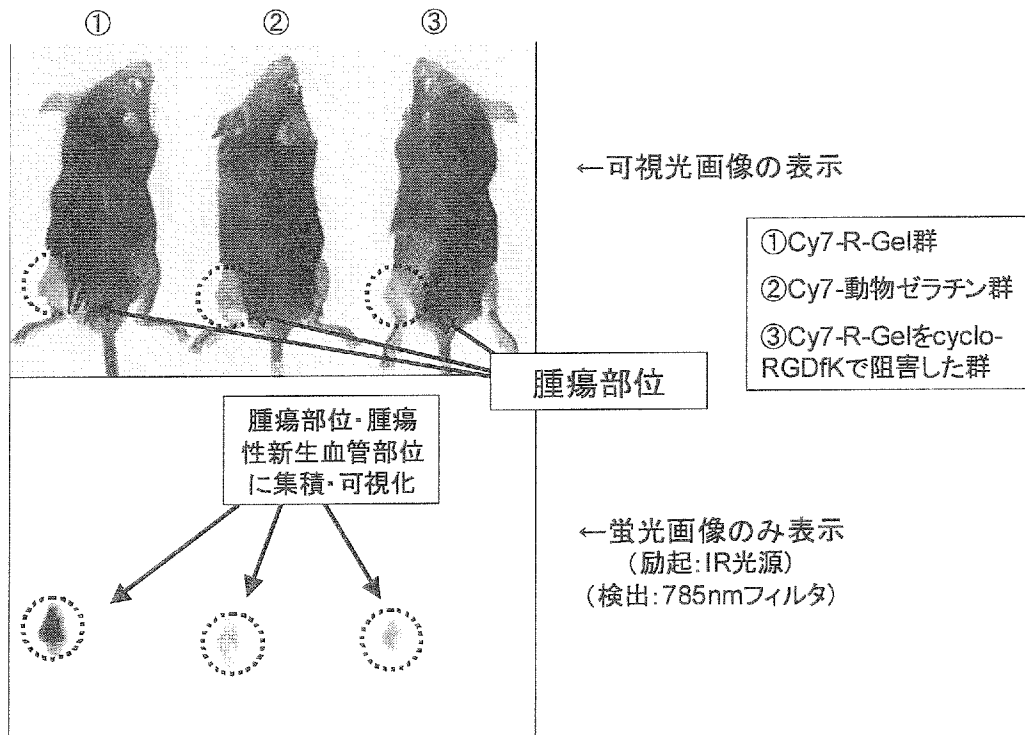 ① ② ③
←可視光画像の表示
①Cy7-R-Gel群
②Cy7-動物ゼラチン群
③Cy7-R-Gelをcyclo-
RGDfKで阻害した群
腫瘍部位
腫瘍部位・腫瘍
性新生血管部位
に集積・可視化
←蛍光画像のみ表示
（励起：IR光源）
（検出：785nmフィルタ）